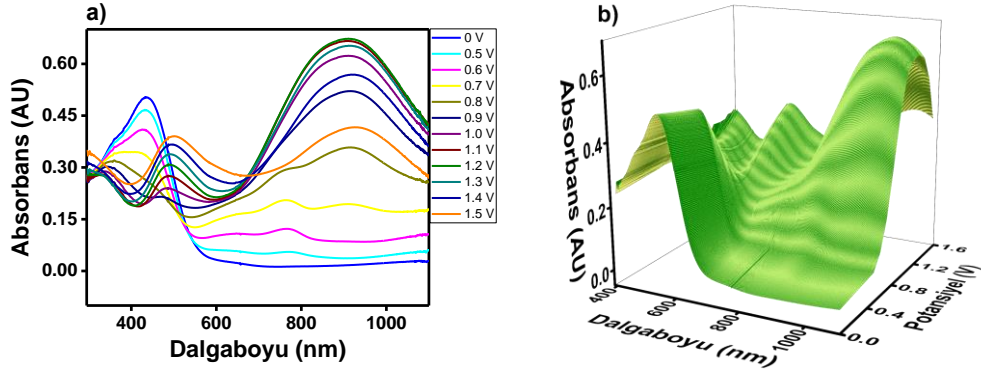 a)
0.60
0.45
0.30
0.15
0.00
Absorbans (AU)
400
600
800
1000
Dalgaboyu (nm)
0 V
0.5 V
0.6 V
0.7 V
0.8 V
0.9 V
1.0 V
1.1 V
1.2 V
1.3 V
1.4 V
1.5 V
b)
0.6
0.4
0.2
0.0
Absorbans (AU)
400
600
800
1000
Dalgaboyu (nm)
0.0
0.4
0.8
1.2
1.6
Potansiyel (V)